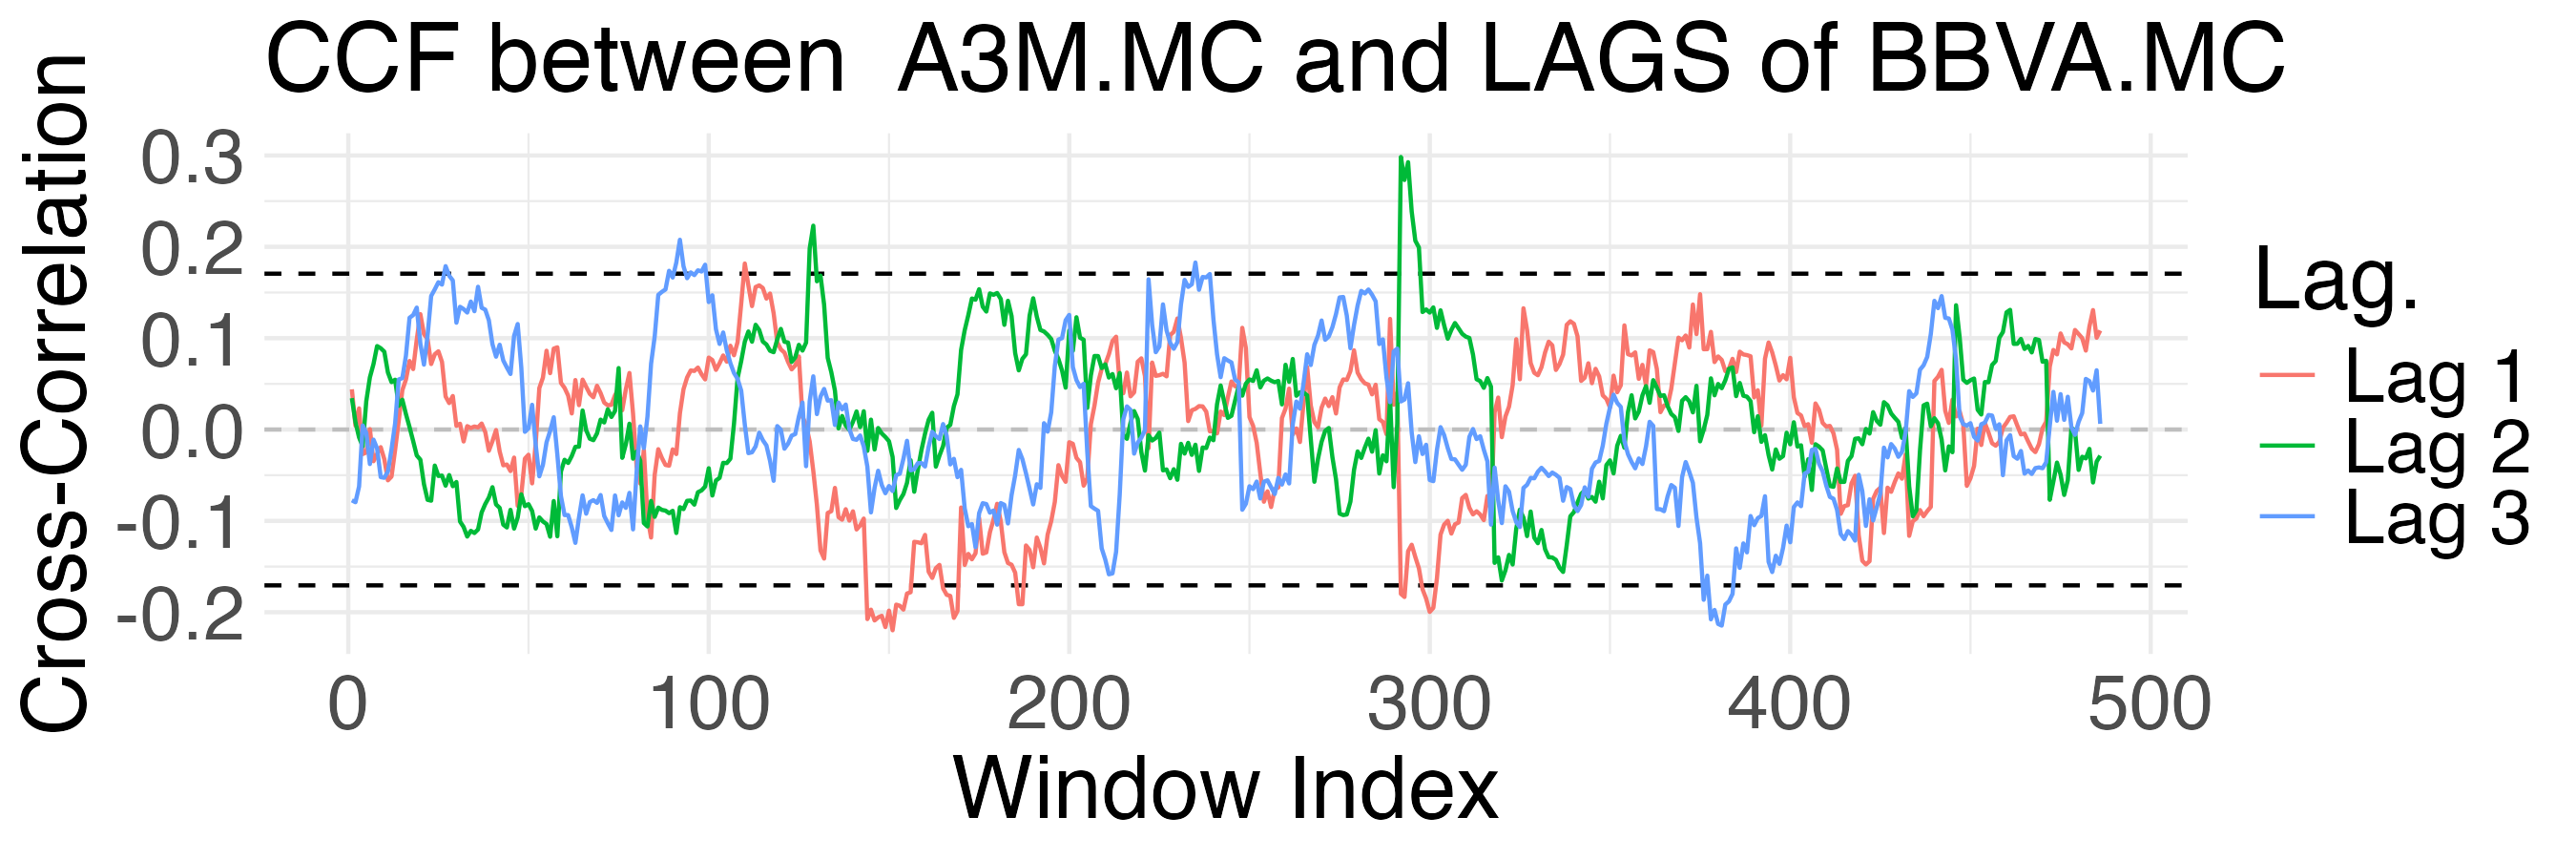 CCF between  A3M.MC and LAGS of BBVA.MC
Cross-Correlation
0.3
0.2
0.1
0.0
-0.1
-0.2
0 100 200 300 400 500
Window Index
Lag.
Lag 1
Lag 2
Lag 3